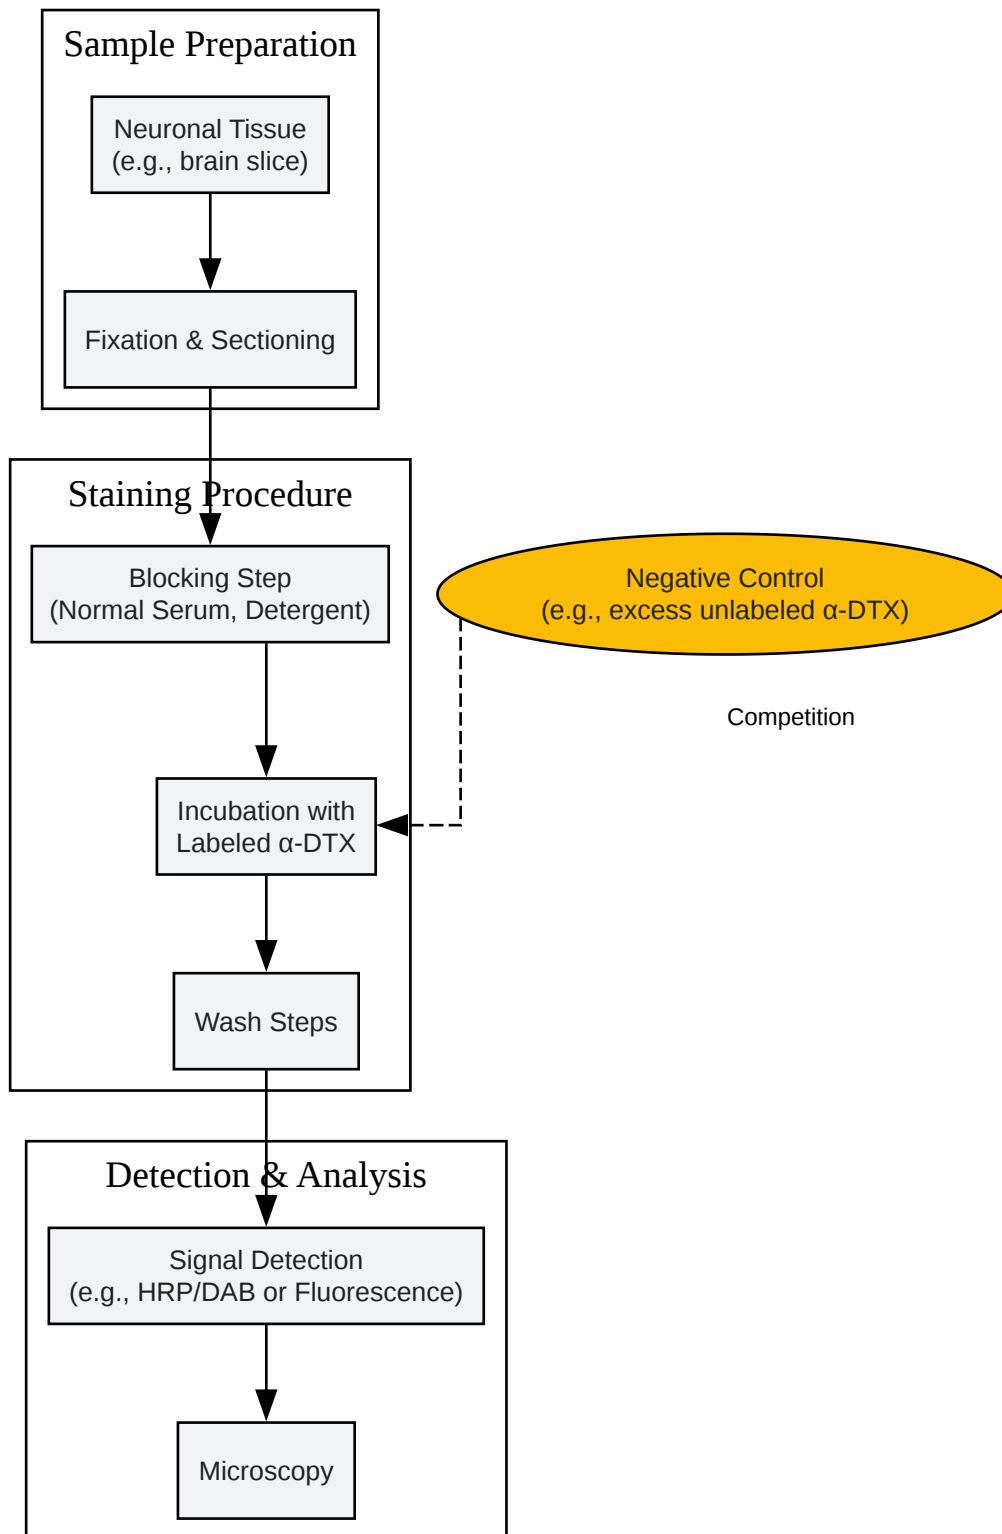 Sample Preparation
Neuronal Tissue
(e.g., brain slice)
Fixation & Sectioning
Staining Procedure
Blocking Step
(Normal Serum, Detergent)
Negative Control
(e.g., excess unlabeled α-DTX)
Competition
Incubation with
Labeled α-DTX
Wash Steps
Detection & Analysis
Signal Detection
(e.g., HRP/DAB or Fluorescence)
Microscopy